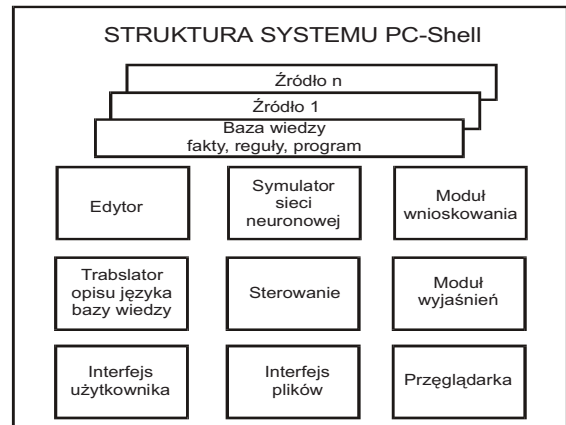 STRUKTURA SYSTEMU PC-Shell
Źródło n
Źródło 1
Baza wiedzy
fakty, reguły, program
Edytor
Symulator
sieci
neuronowej
Moduł
wnioskowania
Trabslator
opisu języka
bazy wiedzy
Sterowanie
Moduł
wyjaśnień
Interfejs
użytkownika
Interfejs
plików
Przęglądarka